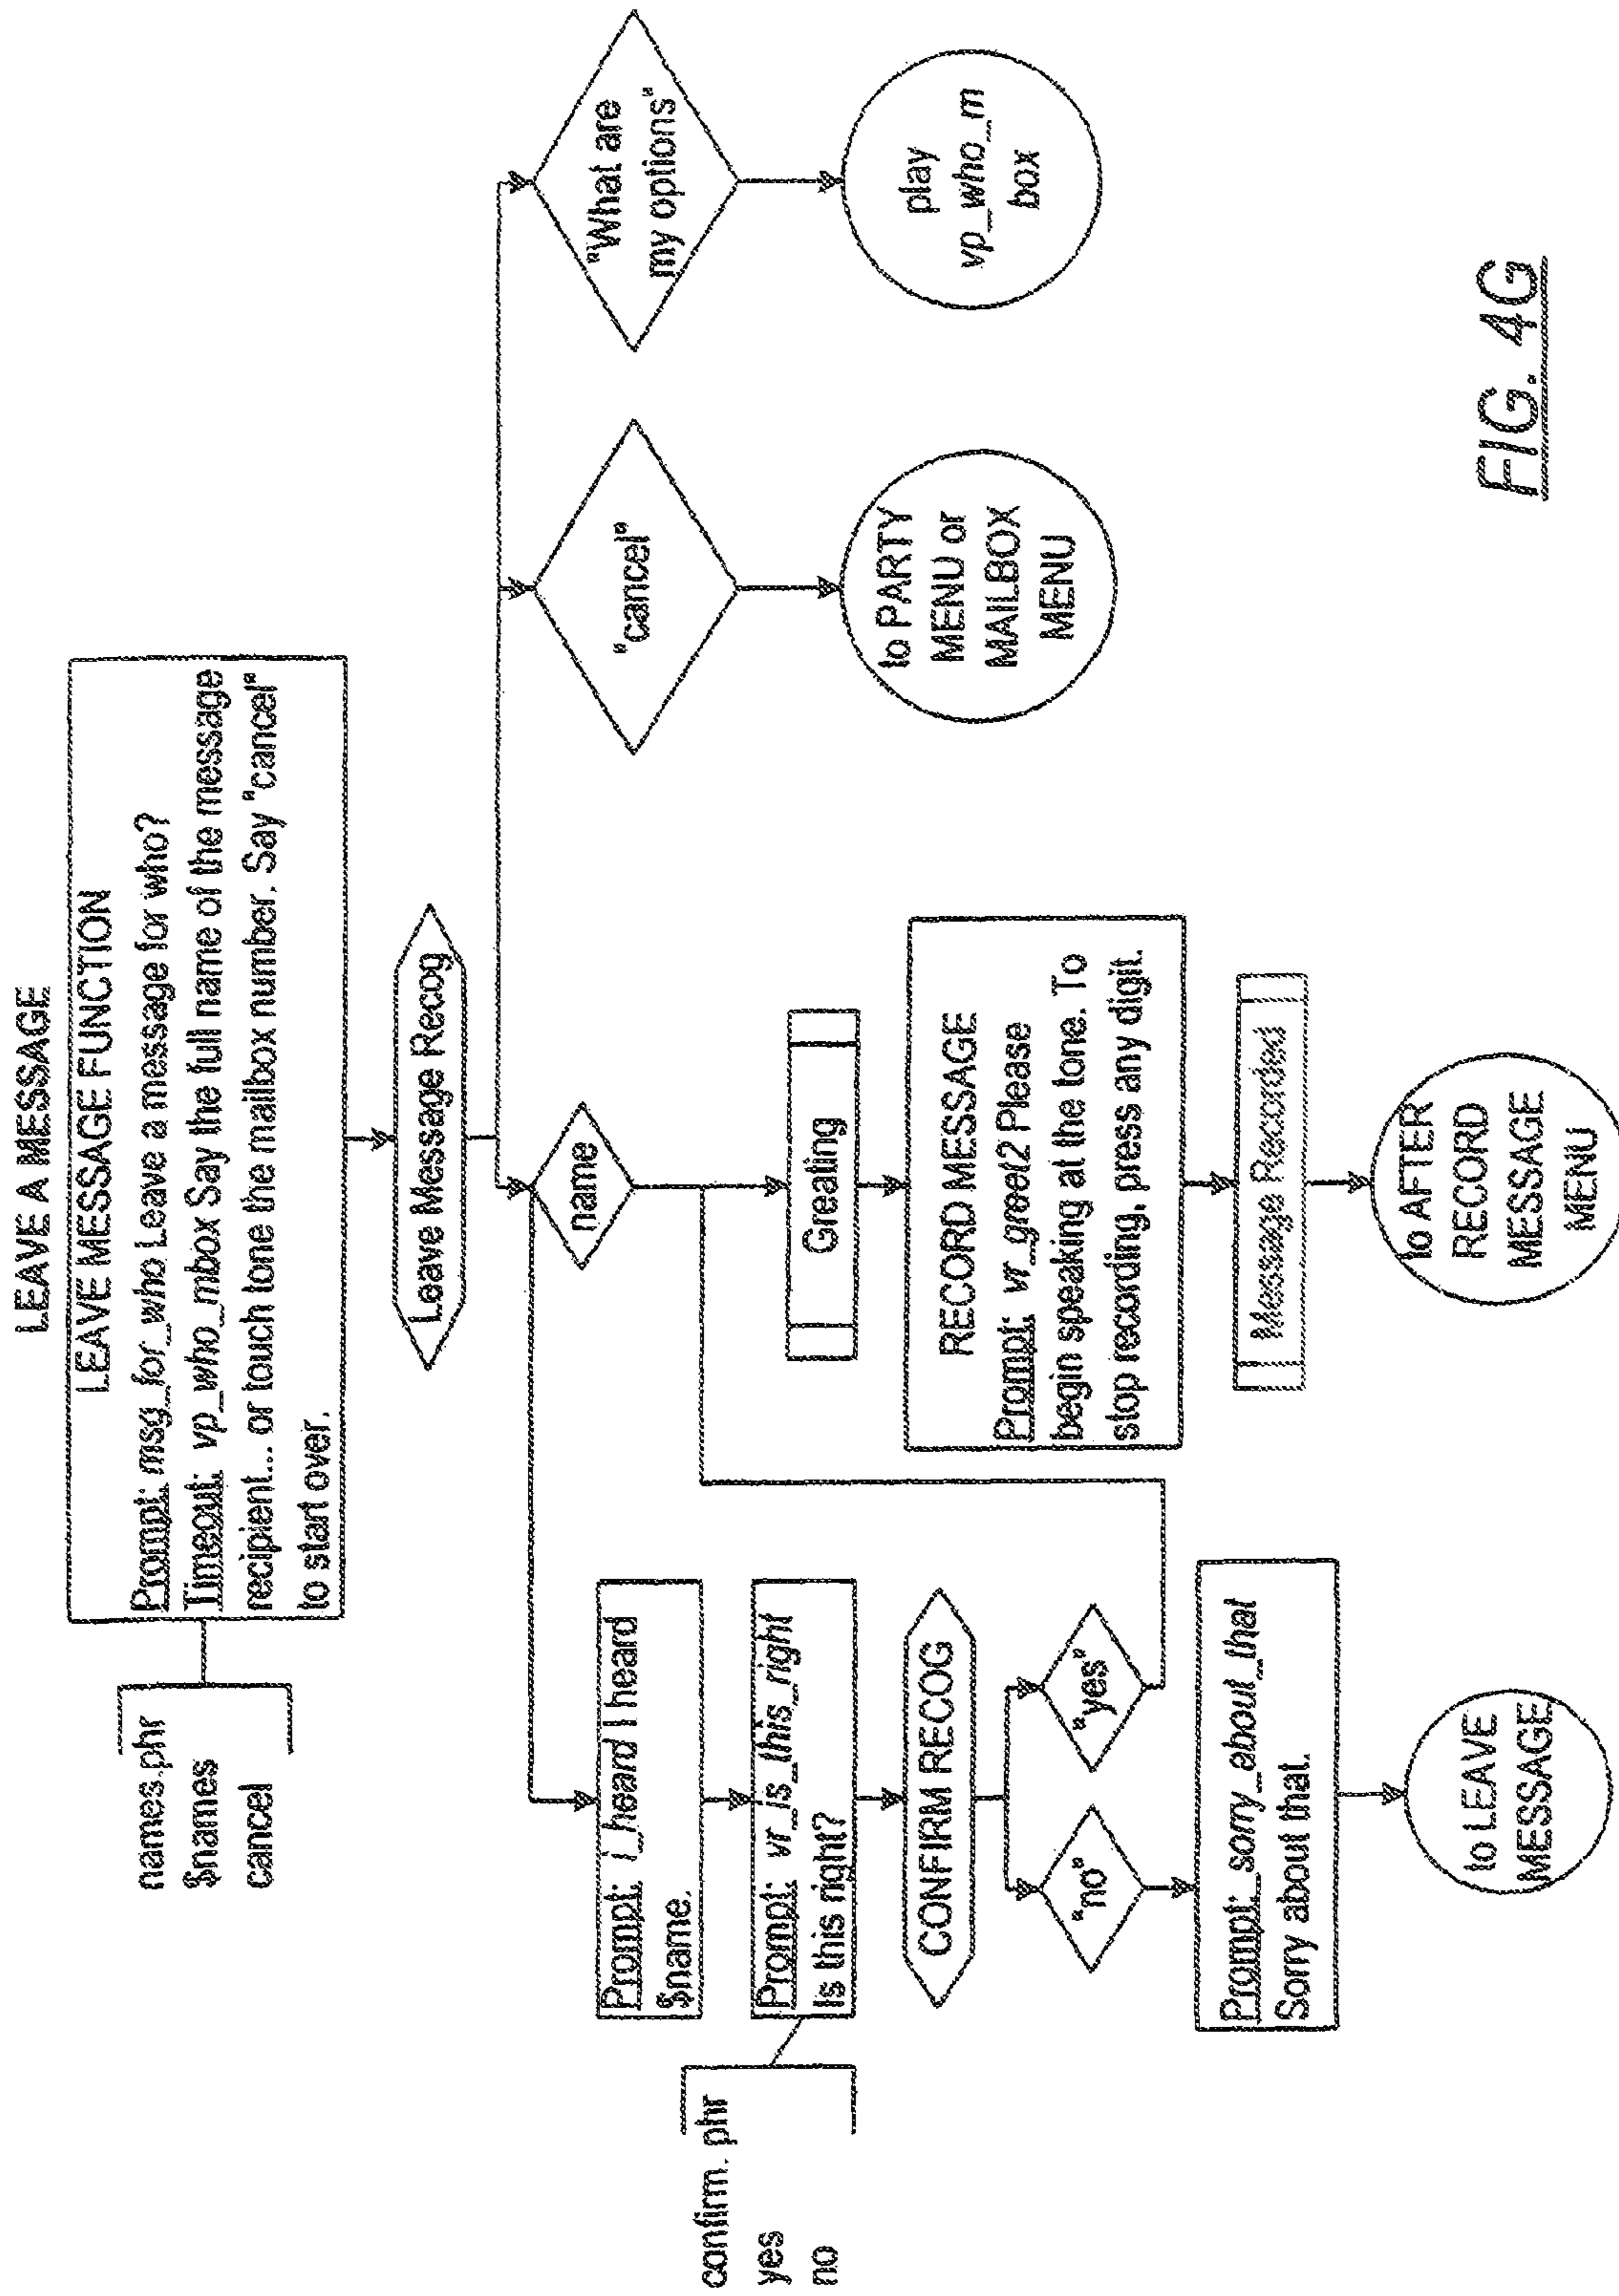 LEAVE A MESSAGE
names.phr
$names
cancel
LEAVE MESSAGE FUNCTION
Prompt: msg_for_who Leave a message for who?
Timeout: vp_who_mbox Say the full name of the message
recipient... or touch tone the mailbox number. Say "cancel"
to start over.
Leave Message Recog
name
"cancel"
"What are
my options"
confirm. phr
yes
no
Prompt: i_heard I heard
$name.
Prompt: vr_is_this_right
Is this right?
CONFIRM RECOG
"no"
"yes"
Prompt: sorry_about_that
Sorry about that.
to LEAVE
MESSAGE
Greating
RECORD MESSAGE
Prompt: vr_greet2 Please
begin speaking at the tone. To
stop recording, press any digit.
Message Recorded
to AFTER
RECORD
MESSAGE
MENU
to PARTY
MENU or
MAILBOX
MENU
play
vp_who_m
box
FIG. 4G